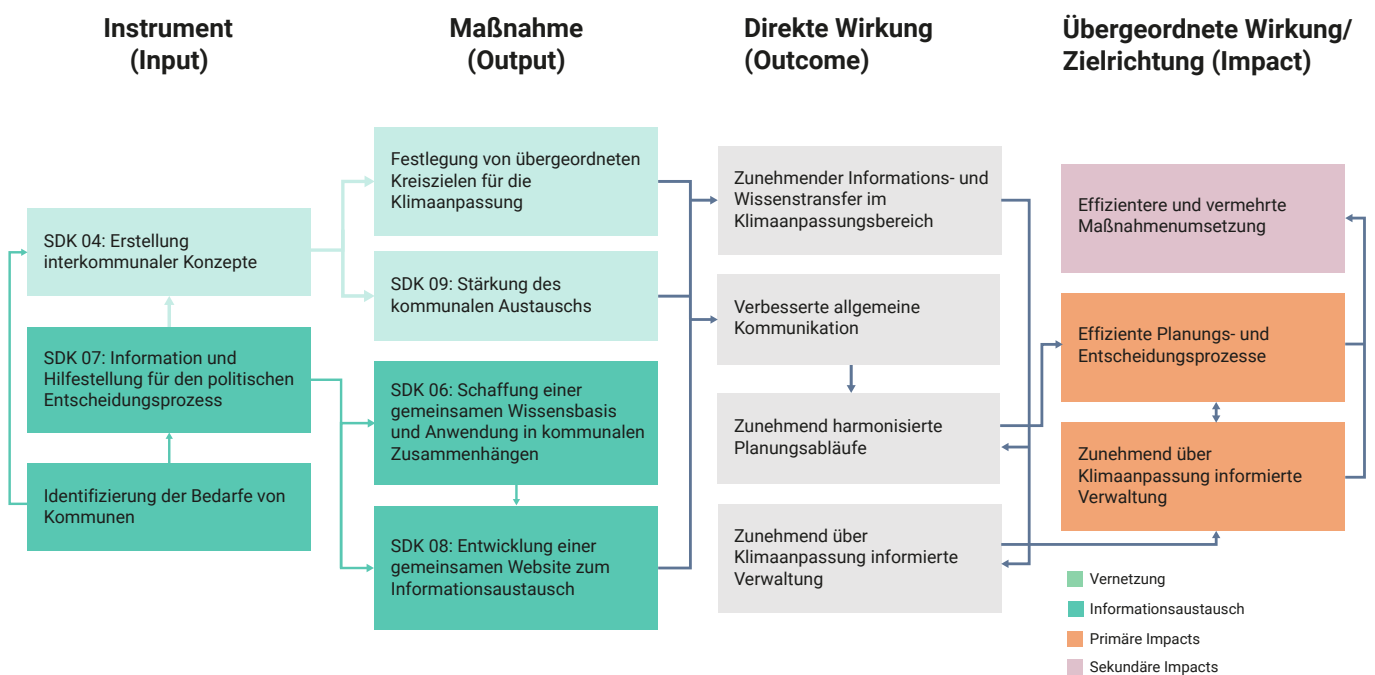 Instrument
(Input)
Maßnahme
(Output)
Direkte Wirkung
(Outcome)
Übergeordnete Wirkung/
Zielrichtung (Impact)
SDK 04: Erstellung
interkommunaler Konzepte
SDK 07: Information und
Hilfestellung für den politischen
Entscheidungsprozess
Identifizierung der Bedarfe von
Kommunen
Festlegung von übergeordneten
Kreiszielen für die
Klimaanpassung
SDK 09: Stärkung des
kommunalen Austauschs
SDK 06: Schaffung einer
gemeinsamen Wissensbasis
und Anwendung in kommunalen
Zusammenhängen
SDK 08: Entwicklung einer
gemeinsamen Website zum
Informationsaustausch
Zunehmender Informations- und
Wissenstransfer im
Klimaanpassungsbereich
Verbesserte allgemeine
Kommunikation
Zunehmend harmonisierte
Planungsabläufe
Zunehmend über
Klimaanpassung informierte
Verwaltung
Effizientere und vermehrte
Maßnahmenumsetzung
Effiziente Planungs- und
Entscheidungsprozesse
Zunehmend über
Klimaanpassung informierte
Verwaltung
Vernetzung
Informationsaustausch
Primäre Impacts
Sekundäre Impacts